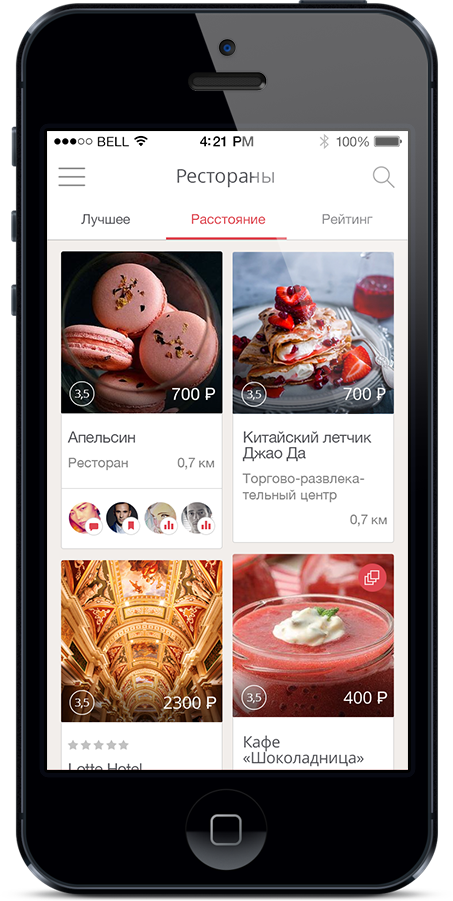 BELL 4:21 PM 100%
Рестораны
Лучшее Расстояние Рейтинг
3,5 700 ₽
3,5 700 ₽
Апельсин
Ресторан 0,7 км
Китайский летчик
Джао Да
Торгово-развлека-
тельный центр
0,7 км
3,5 2300 ₽
3,5 400 ₽
Lotte Hotel
Кафе
«Шоколадница»